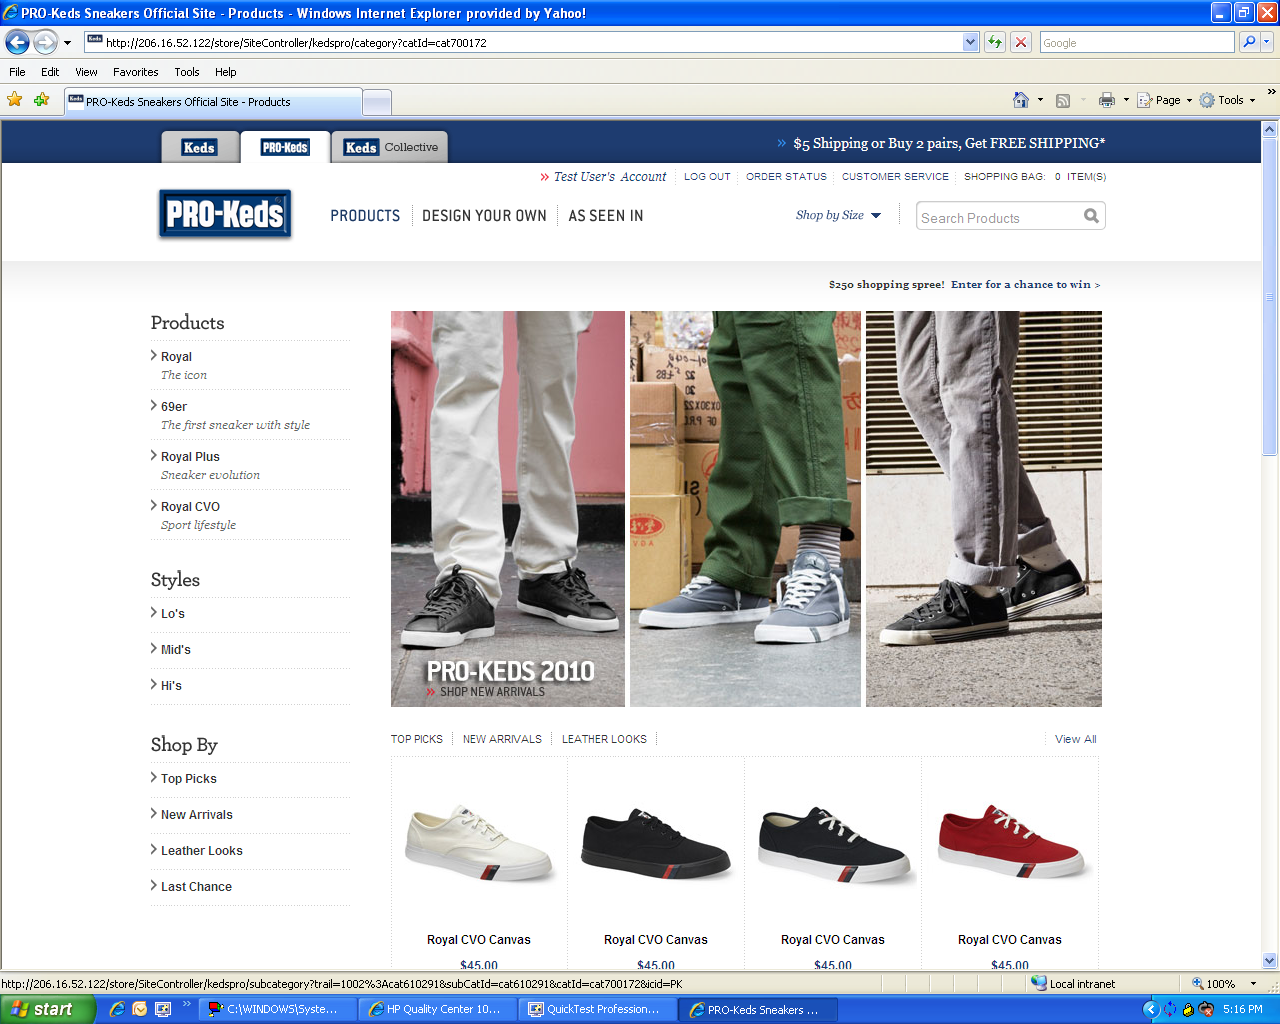 PRO-Keds Sneakers Official Site - Products - Windows Internet Explorer provided by Yahoo!
http://206.16.52.122/store/SiteController/kedspro/category?catId=cat700172
Google
File Edit View Favorites Tools Help
PRO-Keds Sneakers Official Site - Products
Page Tools
Keds PRO-Keds Keds Collective
» $5 Shipping or Buy 2 pairs, Get FREE SHIPPING*
» Test User's Account LOG OUT ORDER STATUS CUSTOMER SERVICE SHOPPING BAG: 0 ITEM(S)
PRO-Keds
PRODUCTS DESIGN YOUR OWN AS SEEN IN Shop by Size Search Products
$250 shopping spree! Enter for a chance to win >
Products
Royal
The icon
69er
The first sneaker with style
Royal Plus
Sneaker evolution
Royal CVO
Sport lifestyle
Styles
Lo's
Mid's
Hi's
Shop By
Top Picks
New Arrivals
Leather Looks
Last Chance
PRO-KEDS 2010
» SHOP NEW ARRIVALS
TOP PICKS NEW ARRIVALS LEATHER LOOKS View All
Royal CVO Canvas Royal CVO Canvas Royal CVO Canvas Royal CVO Canvas
$45.00 $45.00 $45.00 $45.00
http://206.16.52.122/store/SiteController/kedspro/subcategory?trail=1002%3Acat610291&subCatId=cat610291&catId=cat700172&icid=PK
Local intranet 100%
start C:\WINDOWS\Syste... HP Quality Center 10... QuickTest Profession... PRO-Keds Sneakers ... 5:16 PM